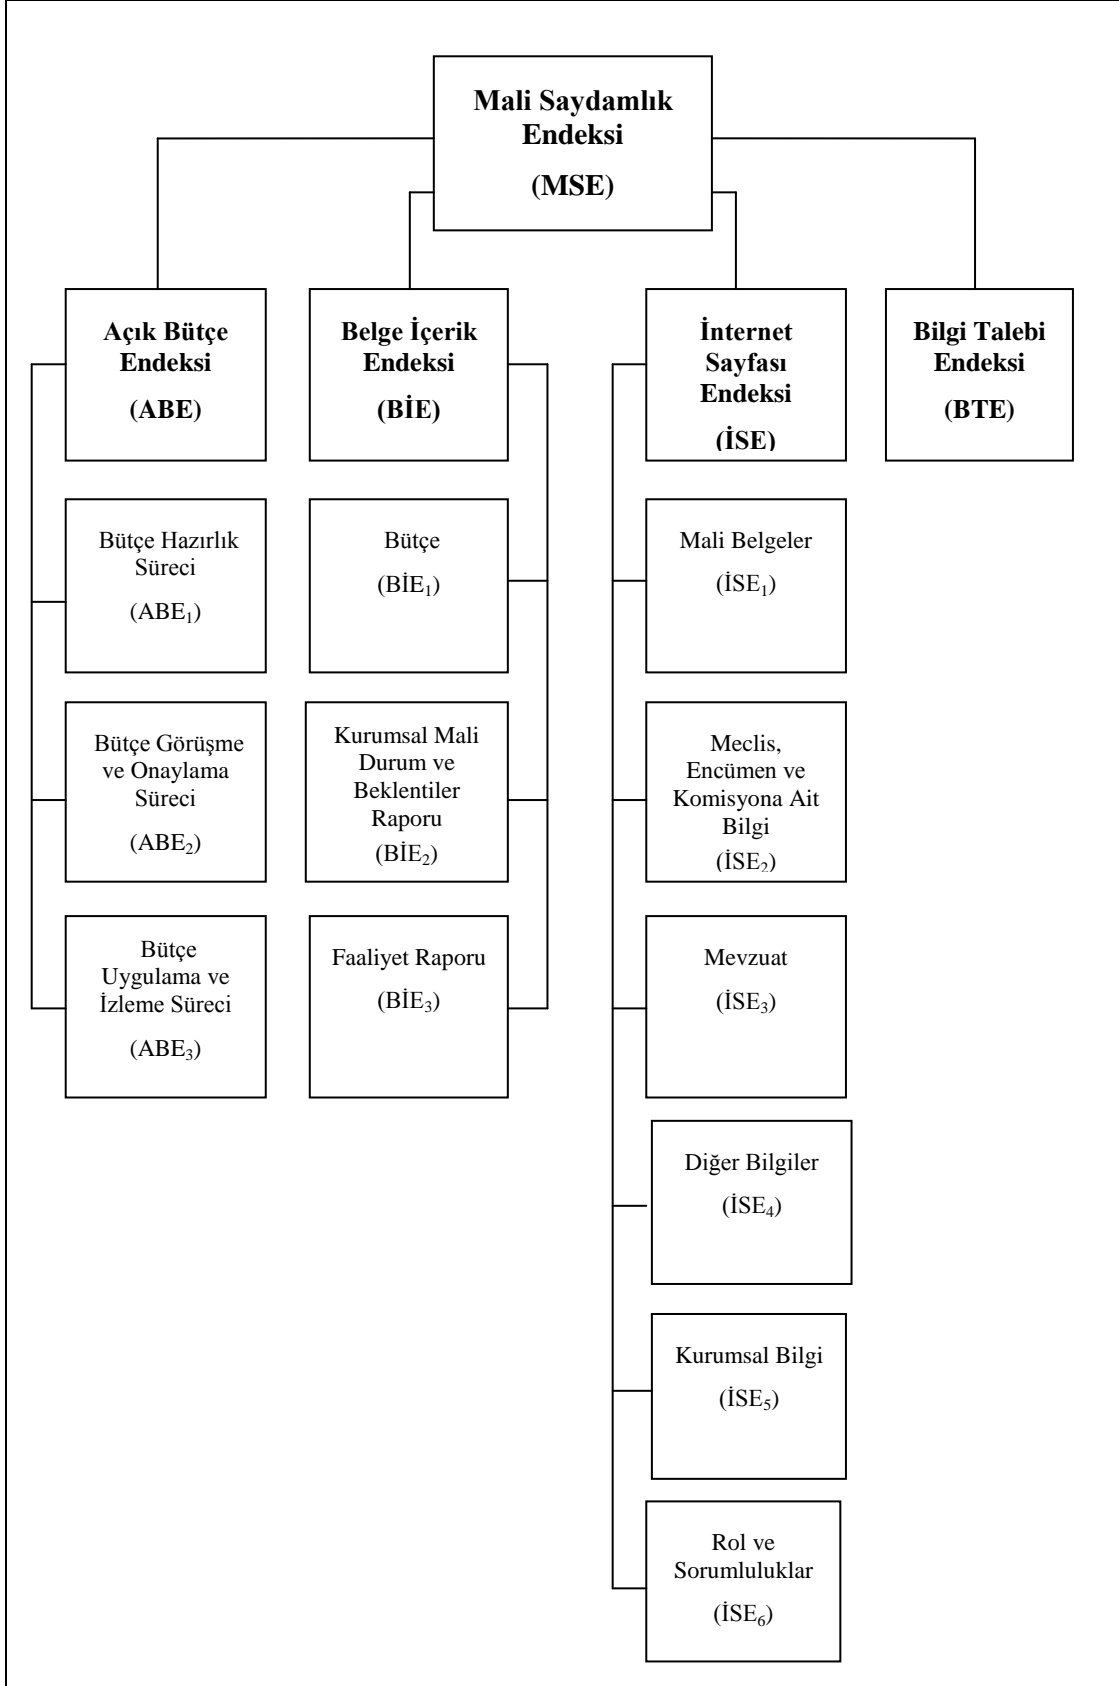 Mali Saydamlık
Endeksi
(MSE)
Açık Bütçe
Endeksi
(ABE)
Belge İçerik
Endeksi
(BİE)
İnternet
Sayfası
Endeksi
(İSE)
Bilgi Talebi
Endeksi
(BTE)
Bütçe Hazırlık
Süreci
(ABE₁)
Bütçe
(BİE₁)
Mali Belgeler
(İSE₁)
Bütçe Görüşme
ve Onaylama
Süreci
(ABE₂)
Kurumsal Mali
Durum ve
Beklentiler
Raporu
(BİE₂)
Meclis,
Encümen ve
Komisyona Ait
Bilgi
(İSE₂)
Bütçe
Uygulama ve
İzleme Süreci
(ABE₃)
Faaliyet Raporu
(BİE₃)
Mevzuat
(İSE₃)
Diğer Bilgiler
(İSE₄)
Kurumsal Bilgi
(İSE₅)
Rol ve
Sorumluluklar
(İSE₆)